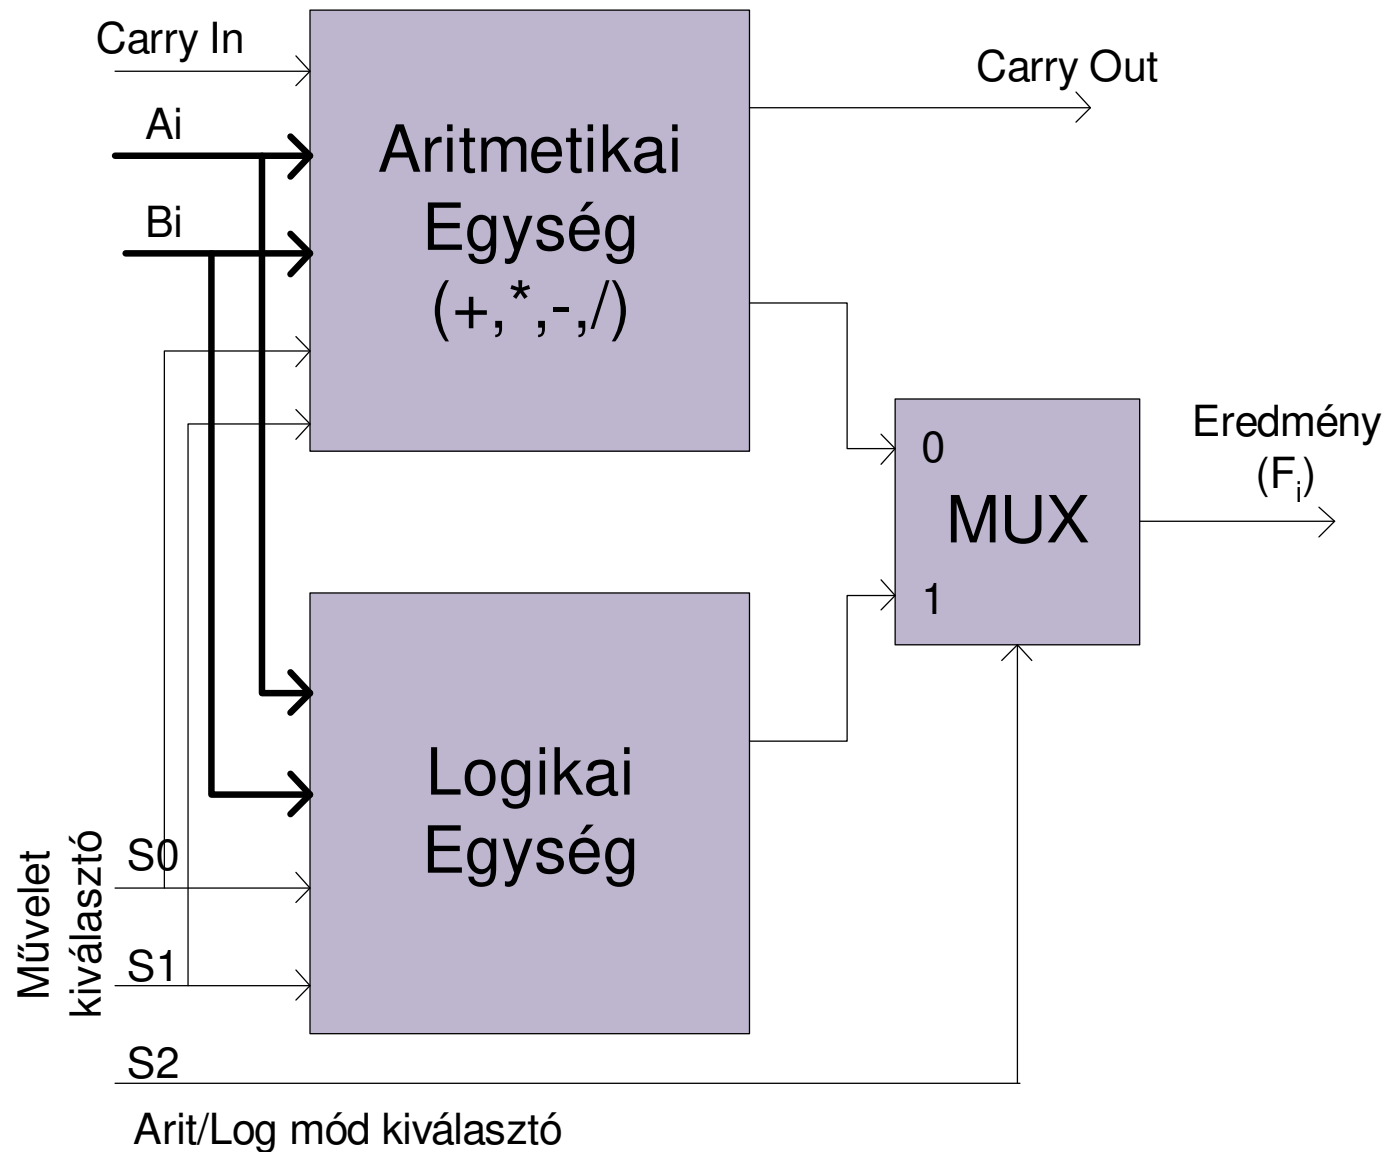 Carry In
Carry Out
Ai
Bi
Aritmetikai
Egység
(+,*,-,/)
0
MUX
1
Eredmény
(Fi)
Logikai
Egység
Művelet
kiválasztó
S0
S1
S2
Arit/Log mód kiválasztó